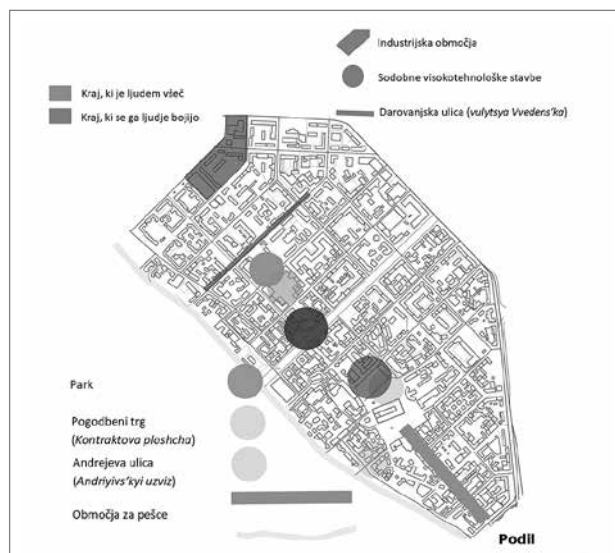 Industrijska območja
Sodobne visokotehnološke stavbe
Kraj, ki je ljudem všeč
Kraj, ki se ga ljudje bojijo
Darovanjska ulica (vulytsya Vvedens'ka)
Park
Pogodbeni trg
(Kontraktova ploshcha)
Andrejeva ulica
(Andriyivs'kyi uzviz)
Območja za pešce
Podil